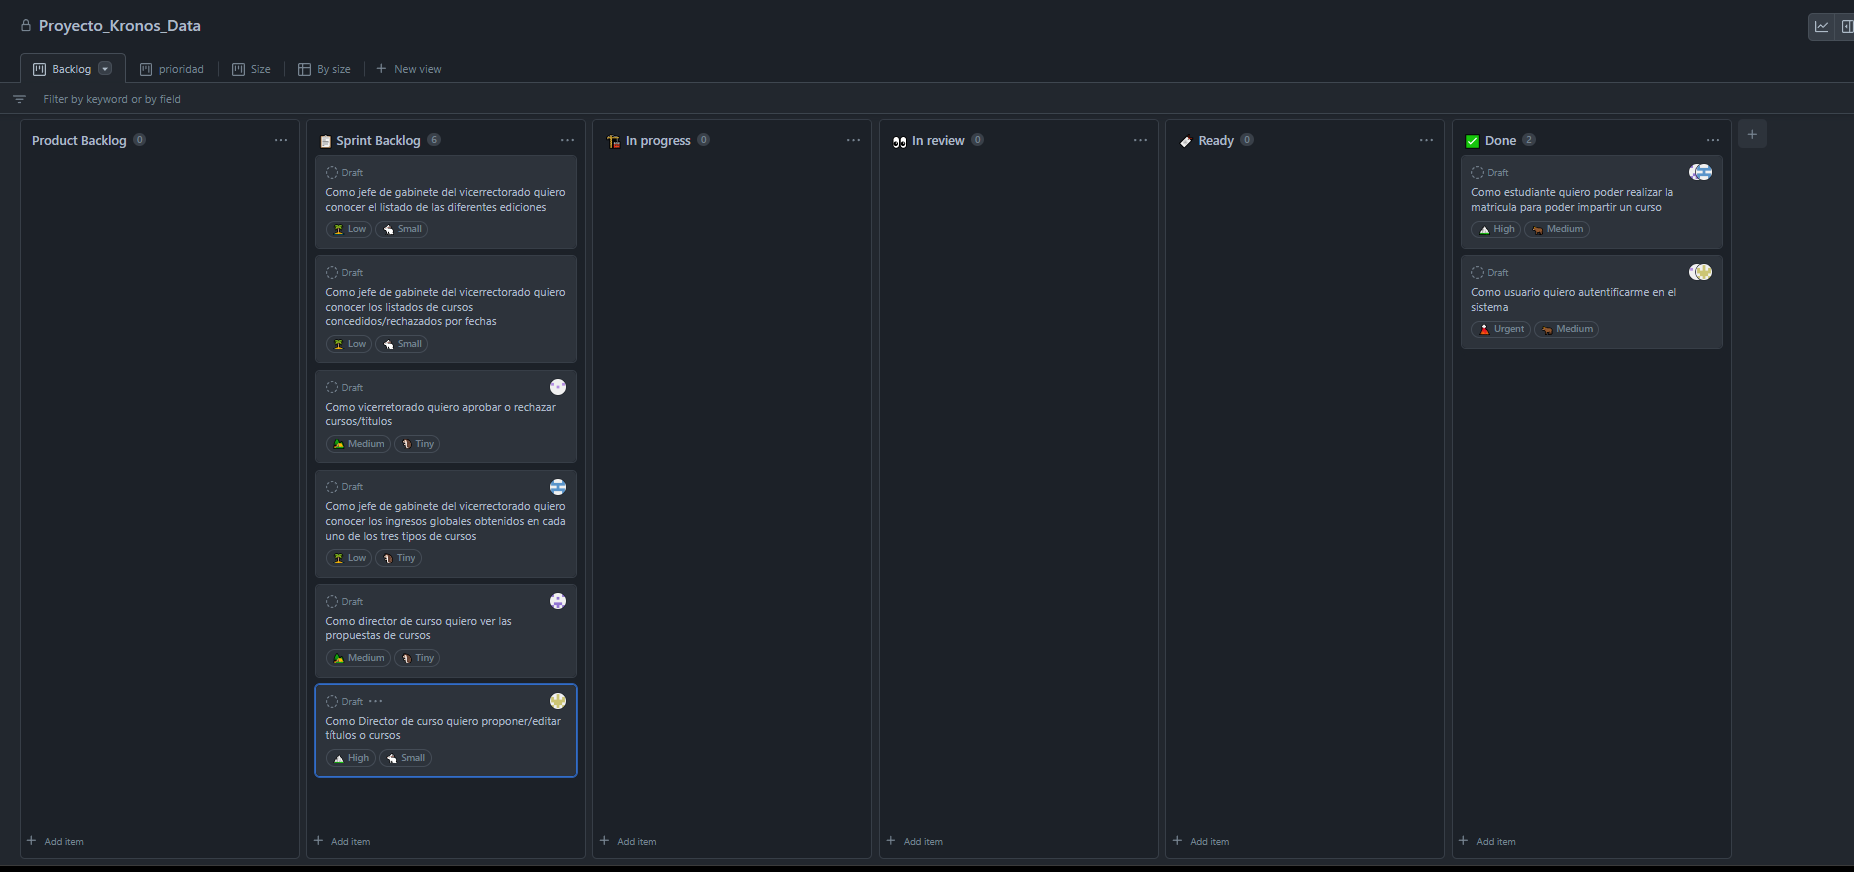 Proyecto_Kronos_Data
Backlog
prioridad
Size
By size
New view
Filter by keyword or by field
Product Backlog 0
Sprint Backlog 6
Draft
Como jefe de gabinete del vicerrectorado quiero
conocer el listado de las diferentes ediciones
Low Small
Draft
Como jefe de gabinete del vicerrectorado quiero
conocer los listados de cursos
concedidos/rechazados por fechas
Low Small
Draft
Como vicerretorado quiero aprobar o rechazar
cursos/titulos
Medium Tiny
Draft
Como jefe de gabinete del vicerrectorado quiero
conocer los ingresos globales obtenidos en cada
uno de los tres tipos de cursos
Low Tiny
Draft
Como director de curso quiero ver las
propuestas de cursos
Medium Tiny
Draft
Como Director de curso quiero proponer/editar
títulos o cursos
High Small
In progress 0
In review 0
Ready 0
Done 2
Draft
Como estudiante quiero poder realizar la
matricula para poder impartir un curso
High Medium
Draft
Como usuario quiero autentificarme en el
sistema
Urgent Medium
Add item
Add item
Add item
Add item
Add item
Add item